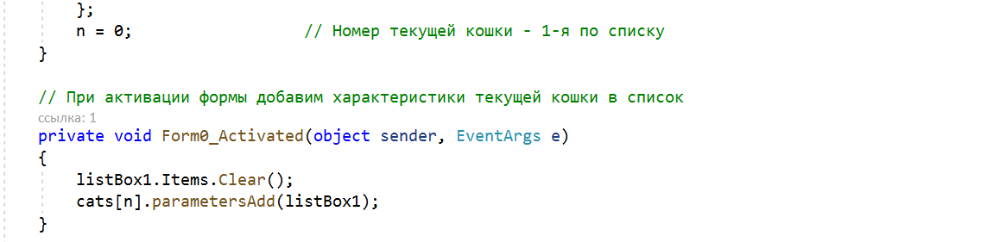 };
n = 0; // Номер текущей кошки - 1-я по списку
}
// При активации формы добавим характеристики текущей кошки в список
ссылка: 1
private void Form0_Activated(object sender, EventArgs e)
{
listBox1.Items.Clear();
cats[n].parametersAdd(listBox1);
}